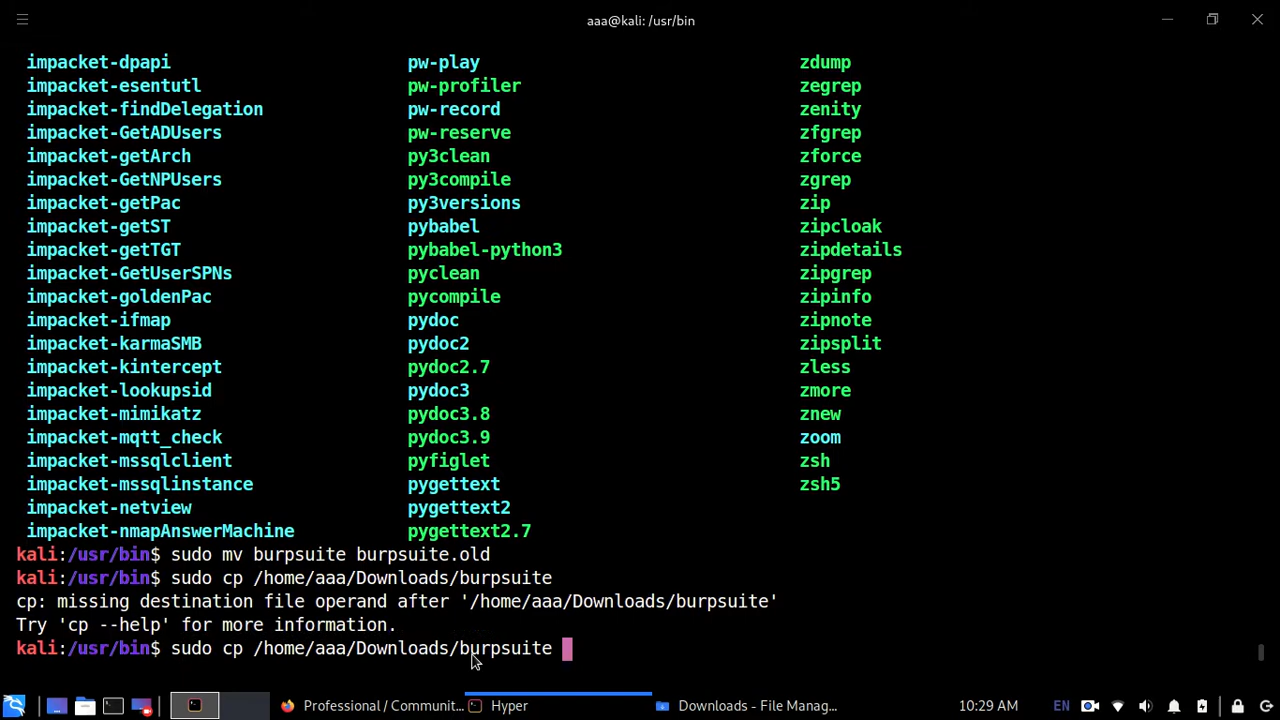 aaa@kali: /usr/bin
impacket-dpapi pw-play zdump
impacket-esentutl pw-profiler zegrep
impacket-findDelegation pw-record zenity
impacket-GetADUsers pw-reserve zfgrep
impacket-getArch py3clean zforce
impacket-GetNPUsers py3compile zgrep
impacket-getPac py3versions zip
impacket-getST pybabel zipcloak
impacket-getTGT pybabel-python3 zipdetails
impacket-GetUserSPNs pyclean zipgrep
impacket-goldenPac pycompile zipinfo
impacket-ifmap pydoc zipnote
impacket-karmaSMB pydoc2 zipsplit
impacket-kintercept pydoc2.7 zless
impacket-lookupsid pydoc3 zmore
impacket-mimikatz pydoc3.8 znew
impacket-mqtt_check pydoc3.9 zoom
impacket-mssqlclient pyfiglet zsh
impacket-mssqlinstance pygettext zsh5
impacket-netview pygettext2
impacket-nmapAnswerMachine pygettext2.7
kali:/usr/bin$ sudo mv burpsuite burpsuite.old
kali:/usr/bin$ sudo cp /home/aaa/Downloads/burpsuite
cp: missing destination file operand after '/home/aaa/Downloads/burpsuite'
Try 'cp --help' for more information.
kali:/usr/bin$ sudo cp /home/aaa/Downloads/burpsuite
Professional / Communit... Hyper Downloads - File Manag... 10:29 AM EN